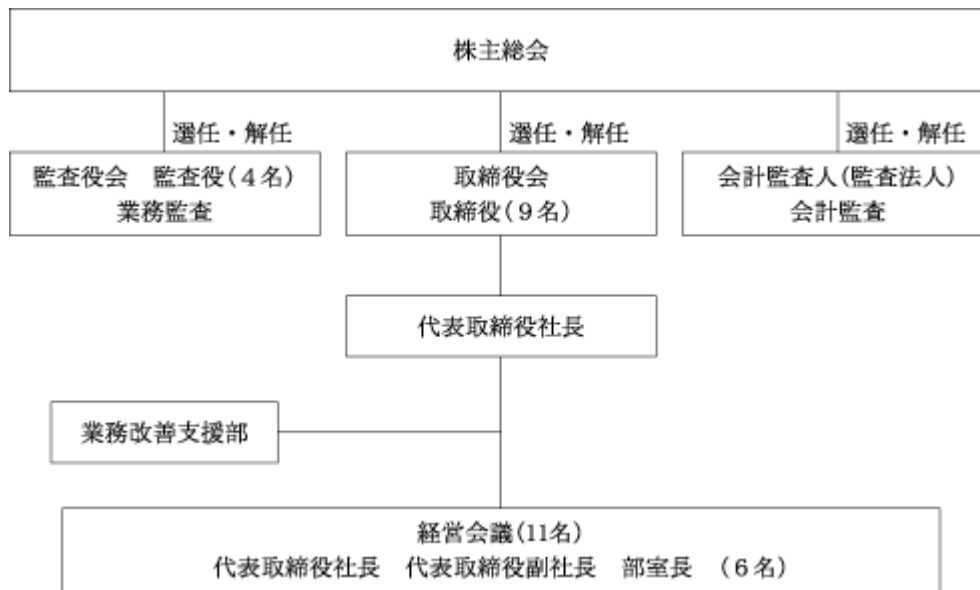 株主総会
選任・解任
選任・解任
選任・解任
監査役会　監査役(４名)
業務監査
取締役会
取締役(９名)
会計監査人(監査法人)
会計監査
代表取締役社長
業務改善支援部
経営会議(11名)
代表取締役社長　代表取締役副社長　部室長　(６名)